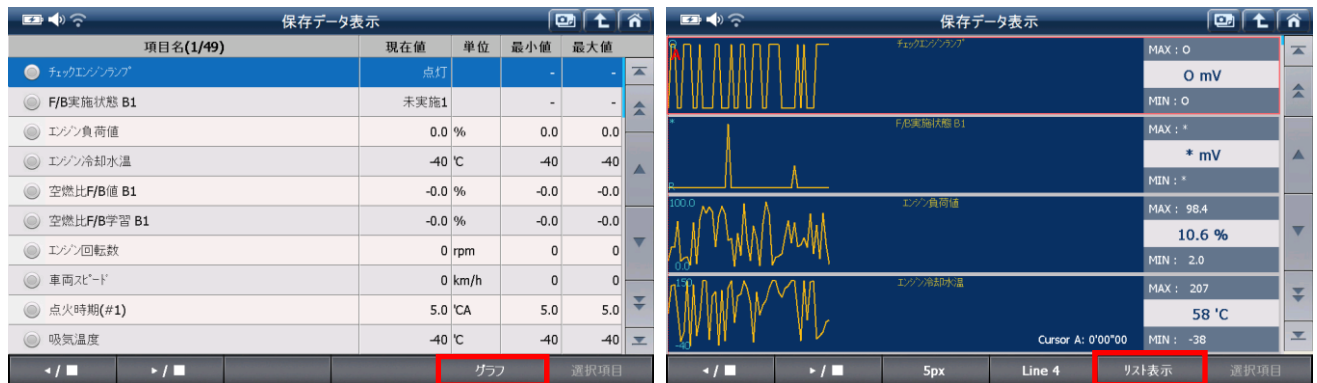 保存データ表示
項目名(1/49) 現在値 単位 最小値 最大値
チェックエンジンランプ 点灯 - -
F/B実施状態 B1 未実施1 - -
エンジン負荷値 0.0 % 0.0 0.0
エンジン冷却水温 -40 ℃ -40 -40
空燃比F/B値 B1 -0.0 % -0.0 -0.0
空燃比F/B学習 B1 -0.0 % -0.0 -0.0
エンジン回転数 0 rpm 0 0
車両スピード 0 km/h 0 0
点火時期(#1) 5.0 ℃A 5.0 5.0
吸気温度 -40 ℃ -40 -40
◂ / ■ ▸ / ■ グラフ 選択項目
保存データ表示
A チェックエンジンランプ MAX : O
O mV
MIN : O
* F/B実施状態 B1 MAX : *
* mV
R MIN : *
100.0 エンジン負荷値 MAX : 98.4
10.6 %
0.0 MIN : 2.0
150 エンジン冷却水温 MAX : 207
58 'C
-40 Cursor A: 0'00"00 MIN : -38
◂ / ■ ▸ / ■ 5px Line 4 リスト表示 選択項目